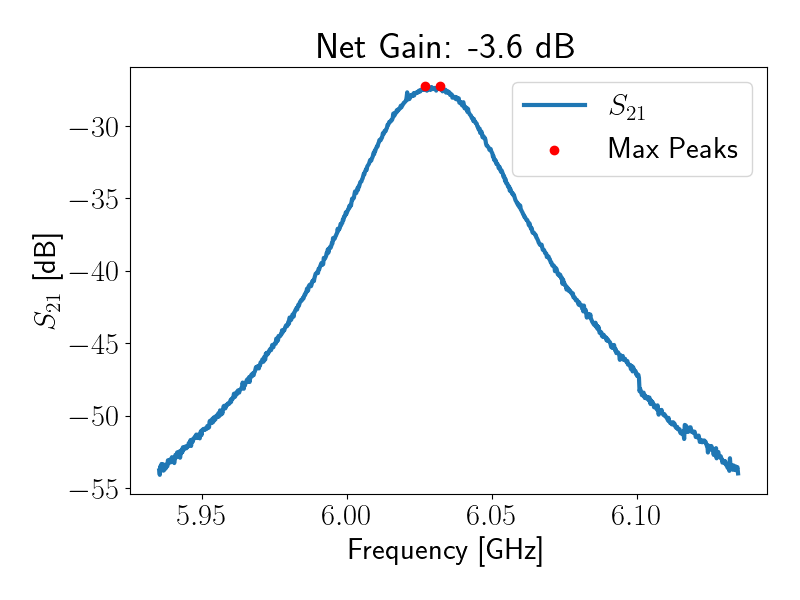 Net Gain: -3.6 dB
S₂₁
Max Peaks
S₂₁ [dB]
−30
−35
−40
−45
−50
−55
5.95 6.00 6.05 6.10
Frequency [GHz]